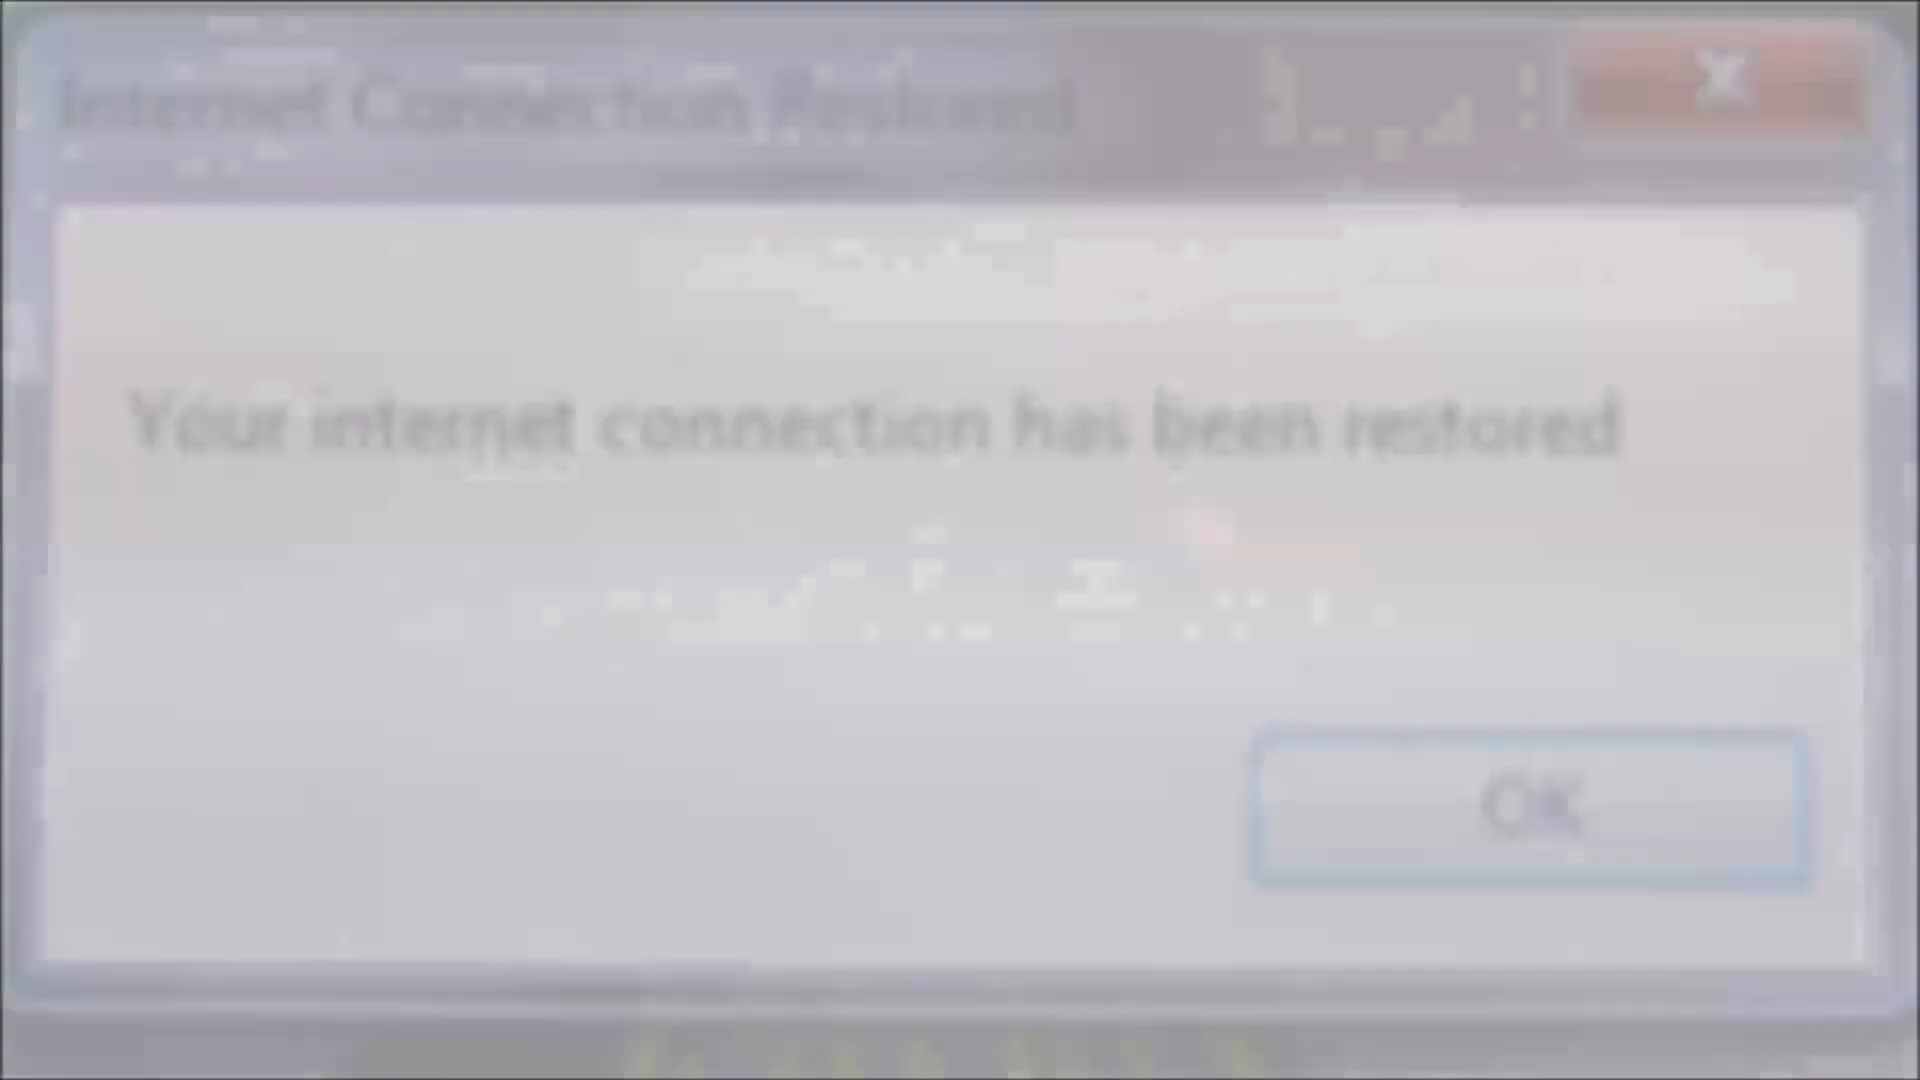 Internet Connection Restored
X
Your internet connection has been restored
OK